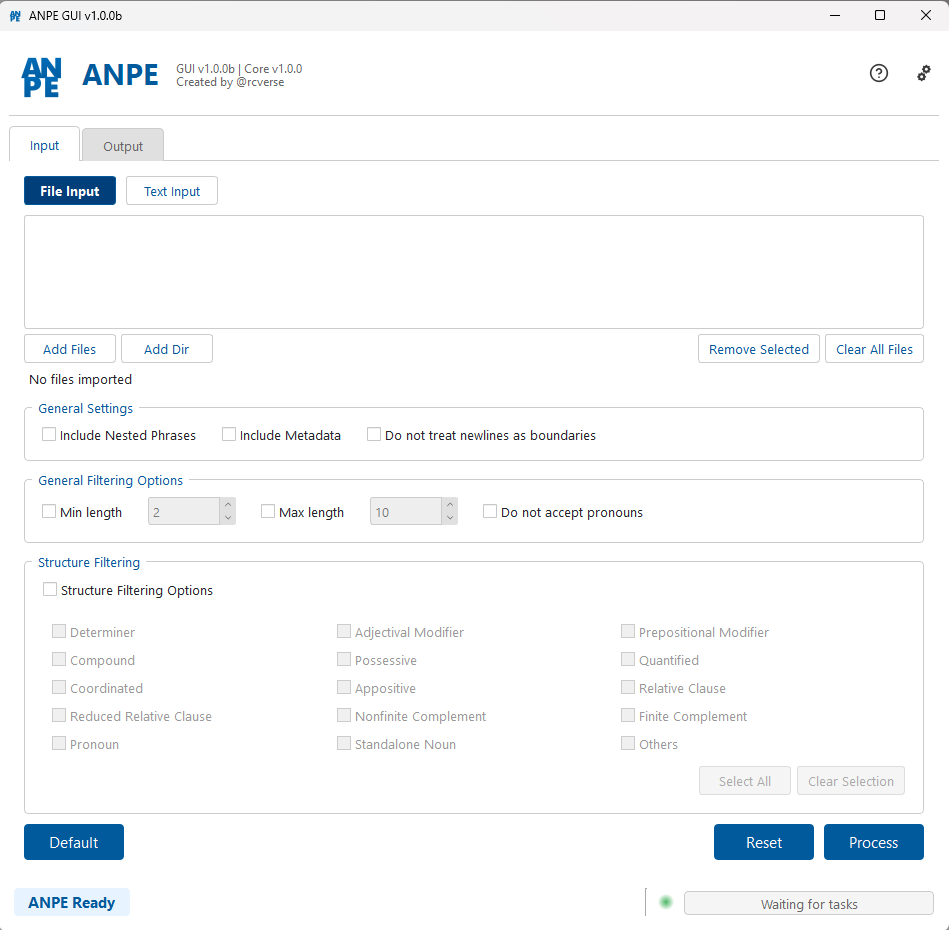 ANPE GUI v1.0.0b
AN
PE
ANPE
GUI v1.0.0b | Core v1.0.0
Created by @rcverse
Input Output
File Input Text Input
Add Files Add Dir Remove Selected Clear All Files
No files imported
General Settings
Include Nested Phrases Include Metadata Do not treat newlines as boundaries
General Filtering Options
Min length 2 Max length 10 Do not accept pronouns
Structure Filtering
Structure Filtering Options
Determiner Adjectival Modifier Prepositional Modifier
Compound Possessive Quantified
Coordinated Appositive Relative Clause
Reduced Relative Clause Nonfinite Complement Finite Complement
Pronoun Standalone Noun Others
Select All Clear Selection
Default Reset Process
ANPE Ready Waiting for tasks